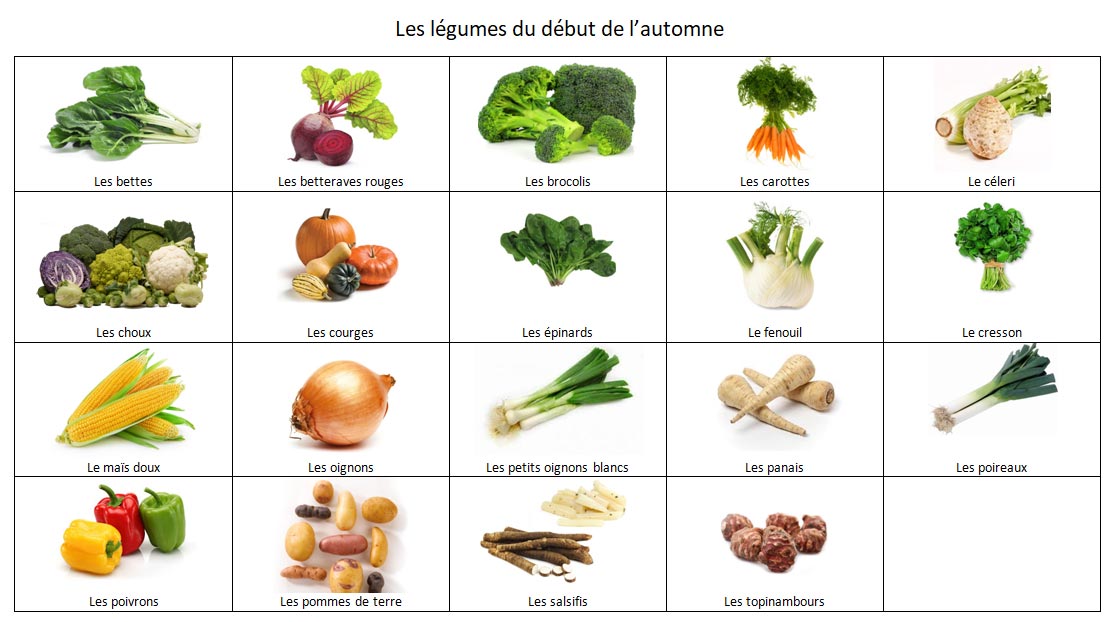 Les légumes du début de l’automne
Les bettes
Les betteraves rouges
Les brocolis
Les carottes
Le céleri
Les choux
Les courges
Les épinards
Le fenouil
Le cresson
Le maïs doux
Les oignons
Les petits oignons blancs
Les panais
Les poireaux
Les poivrons
Les pommes de terre
Les salsifis
Les topinambours